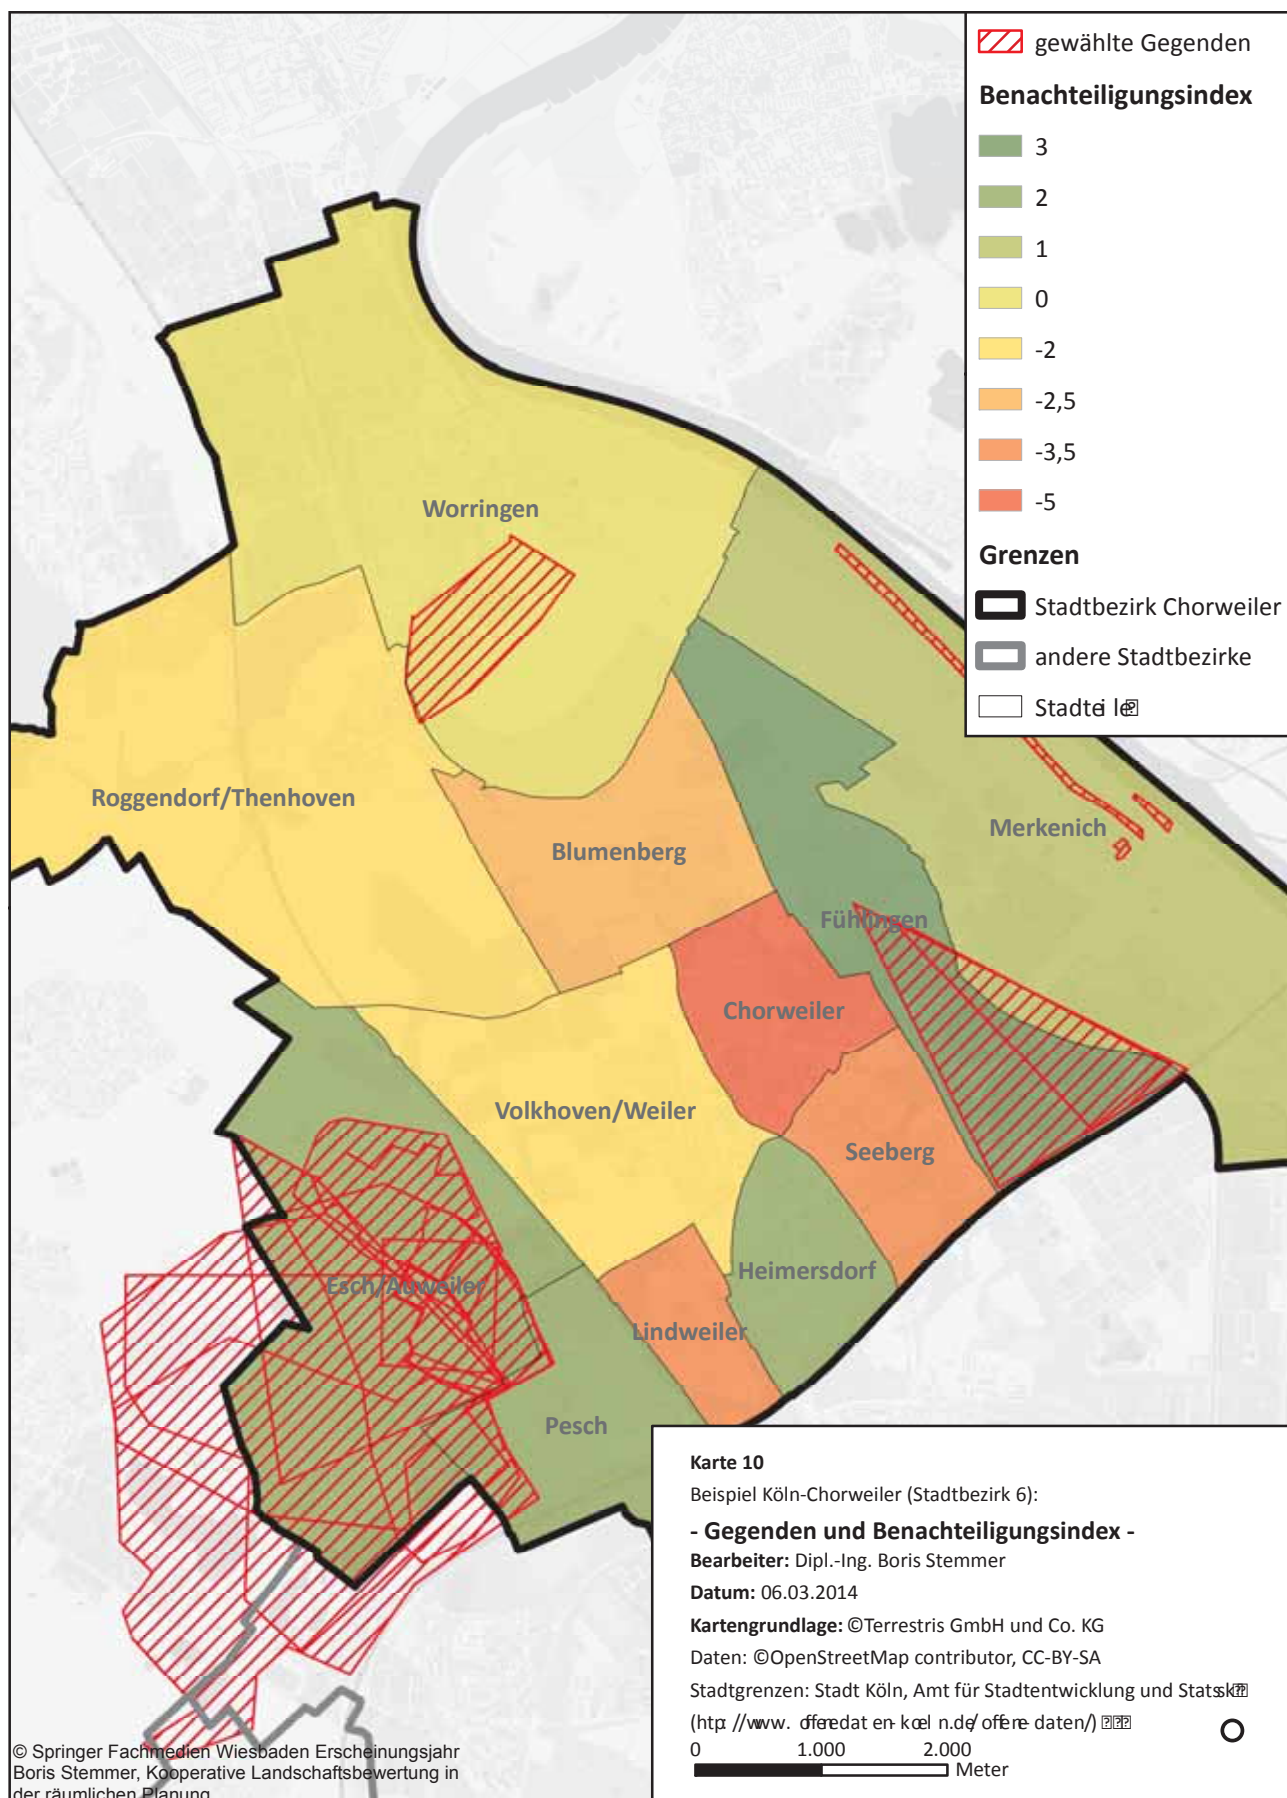 gewählte Gegenden
Benachteiligungsindex
3
2
1
0
-2
-2,5
-3,5
-5
Grenzen
Stadtbezirk Chorweiler
andere Stadtbezirke
Worringen
Roggendorf/Thenhoven
Blumenberg
Merkenich
Fühlingen
Chorweiler
Volkhoven/Weiler
Seeberg
Esch/Auweiler
Heimersdorf
Lindweiler
Pesch
Karte 10
Beispiel Köln-Chorweiler (Stadtbezirk 6):
- Gegenden und Benachteiligungsindex -
Bearbeiter: Dipl.-Ing. Boris Stemmer
Datum: 06.03.2014
Kartengrundlage: ©Terrestris GmbH und Co. KG
Daten: ©OpenStreetMap contributor, CC-BY-SA
Stadtgrenzen: Stadt Köln, Amt für Stadtentwicklung und
0 1.000 2.000
Meter
© Springer Fachmedien Wiesbaden Erscheinungsjahr
Boris Stemmer, Kooperative Landschaftsbewertung in
der räumlichen Planung